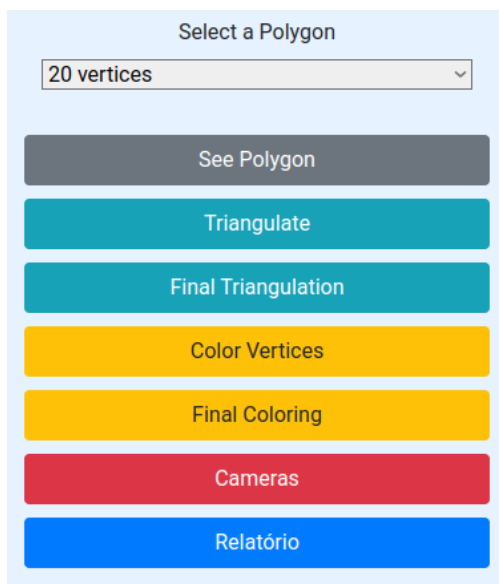 Select a Polygon
20 vertices
See Polygon
Triangulate
Final Triangulation
Color Vertices
Final Coloring
Cameras
Relatório